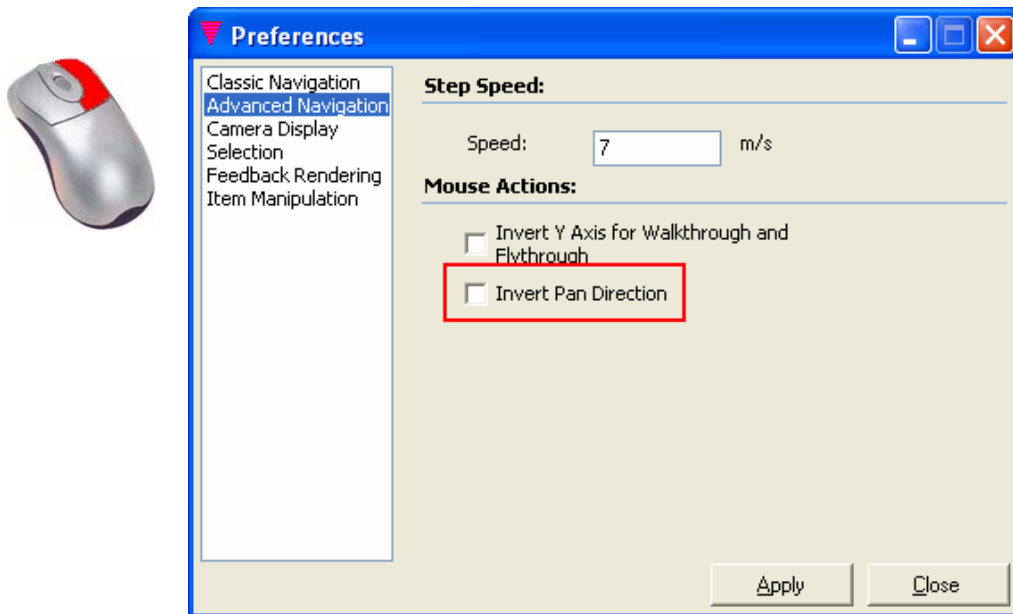 Preferences
Classic Navigation
Advanced Navigation
Camera Display
Selection
Feedback Rendering
Item Manipulation
Step Speed:
Speed: 7 m/s
Mouse Actions:
Invert Y Axis for Walkthrough and
Flythrough
Invert Pan Direction
Apply Close